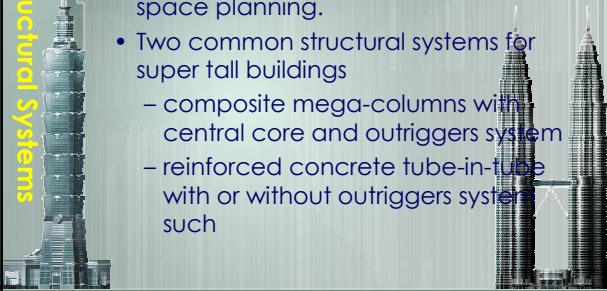 uctural Systems
space planning.
• Two common structural systems for
super tall buildings
– composite mega-columns with
central core and outriggers system
– reinforced concrete tube-in-tube
with or without outriggers system
such